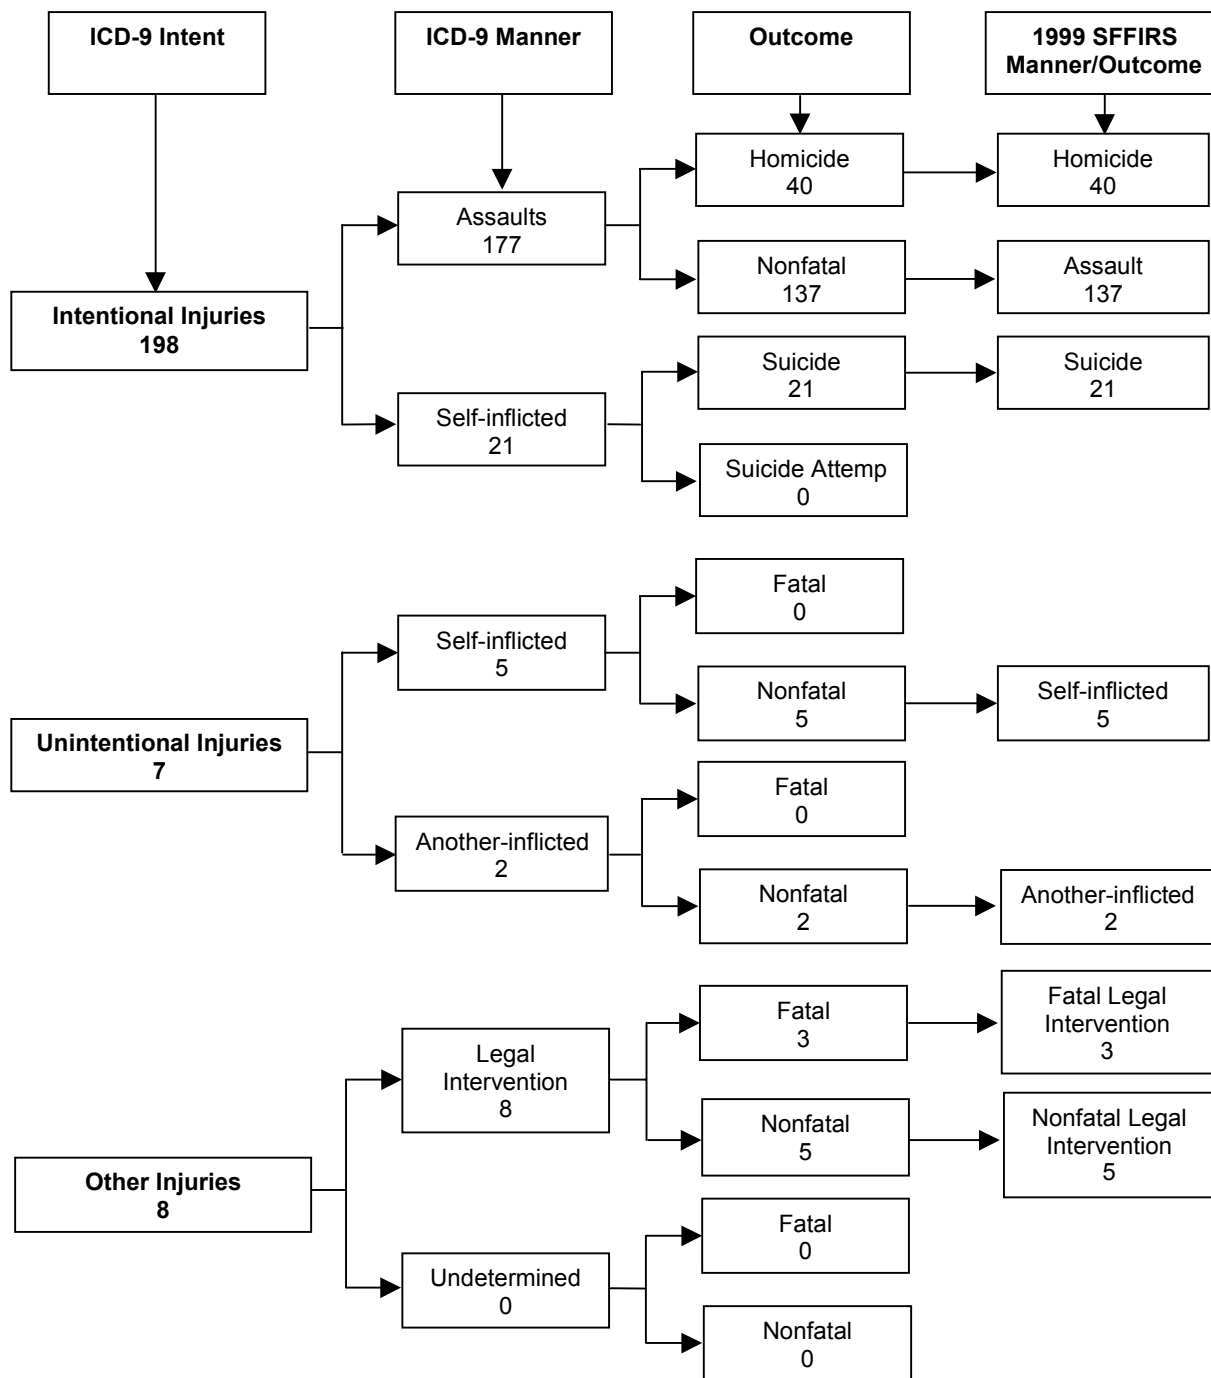 ICD-9 Intent
ICD-9 Manner
Outcome
1999 SFFIRS
Manner/Outcome
Homicide
40
Homicide
40
Assaults
177
Nonfatal
137
Assault
137
Intentional Injuries
198
Suicide
21
Suicide
21
Self-inflicted
21
Suicide Attemp
0
Fatal
0
Self-inflicted
5
Nonfatal
5
Self-inflicted
5
Unintentional Injuries
7
Fatal
0
Another-inflicted
2
Nonfatal
2
Another-inflicted
2
Fatal
3
Fatal Legal
Intervention
3
Legal
Intervention
8
Nonfatal
5
Nonfatal Legal
Intervention
5
Other Injuries
8
Fatal
0
Undetermined
0
Nonfatal
0